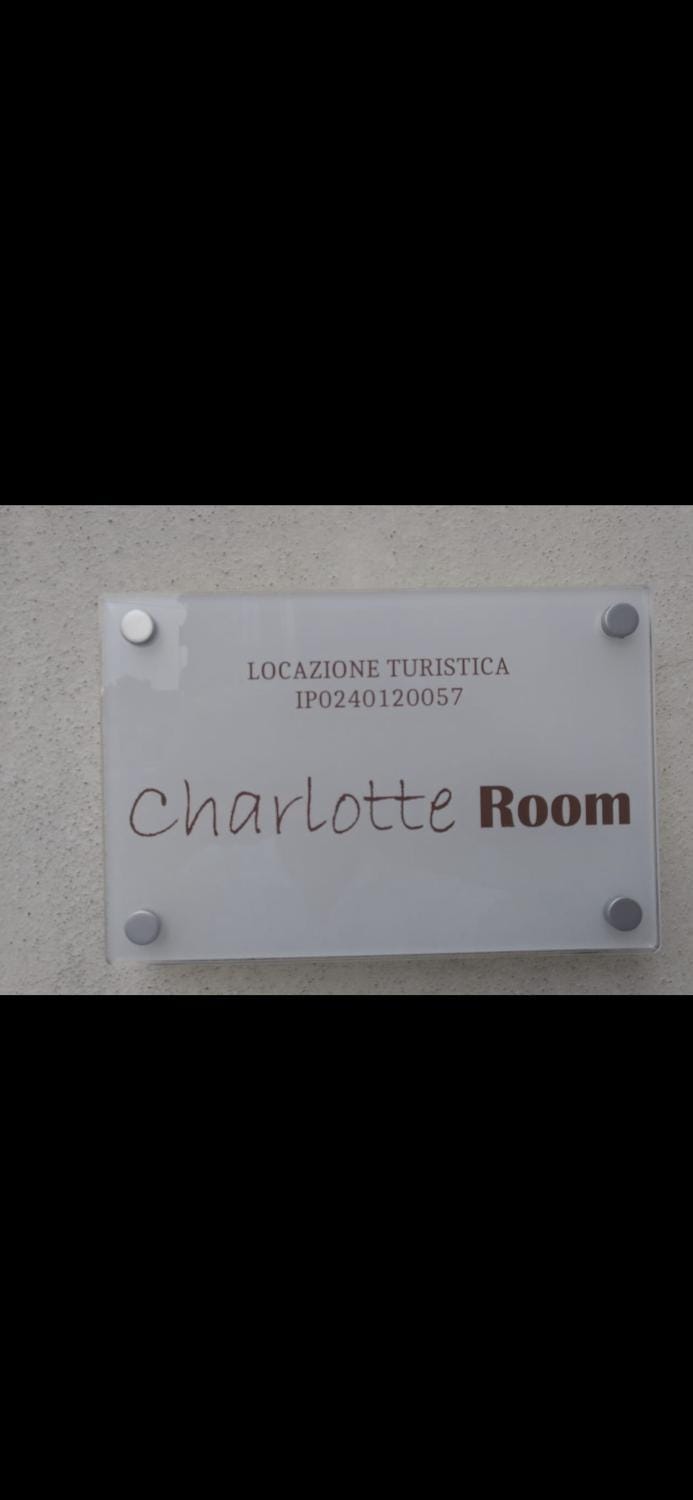 LOCAZIONE TURISTICA
IP0240120057
Charlotte Room